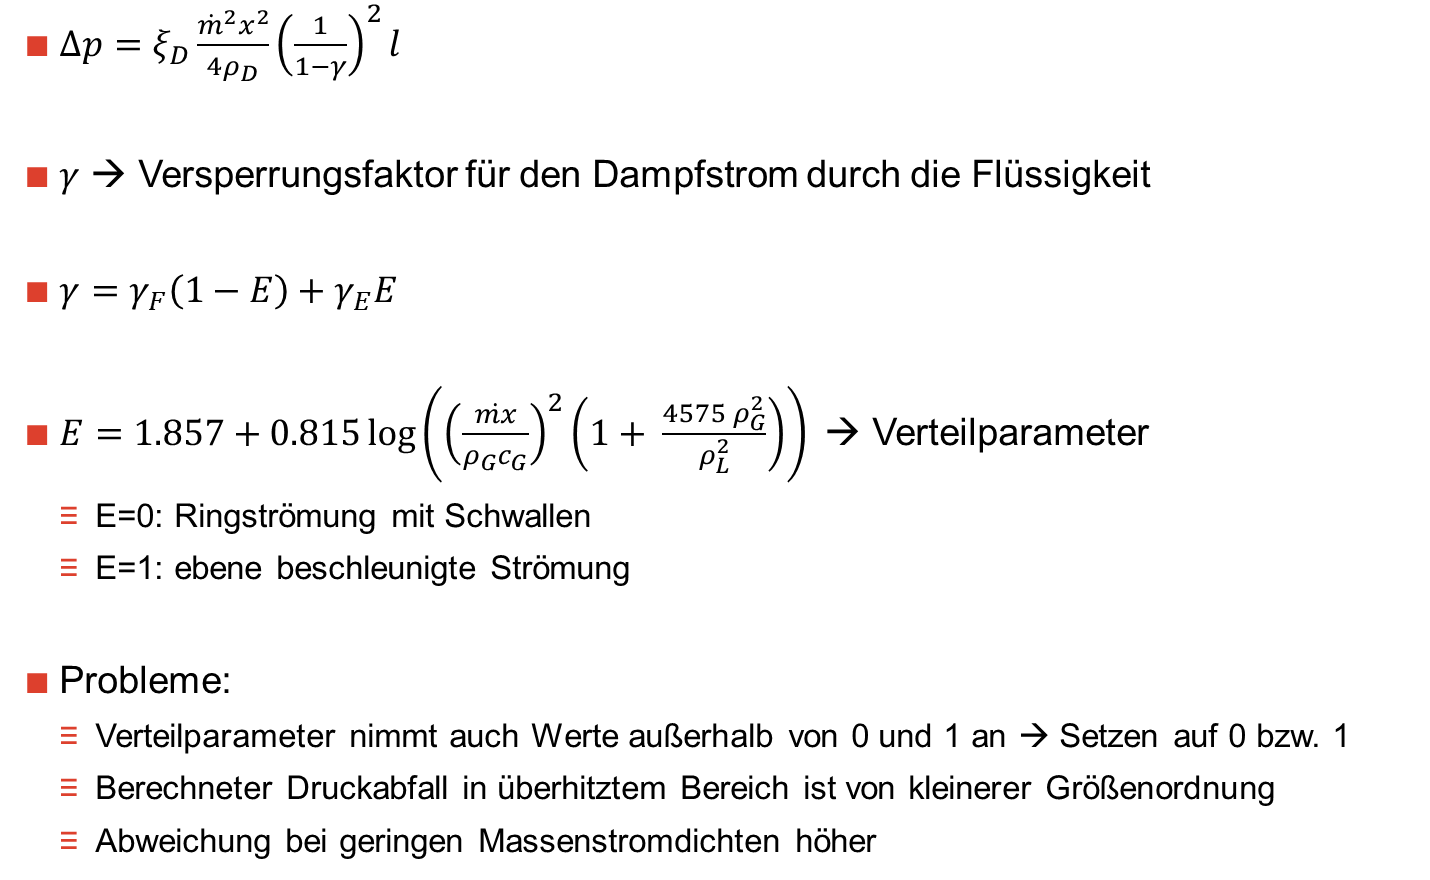 ■ Δp = ξ_D (ṁ²x²)/(4ρ_D) (1/(1−γ))² l
■ γ → Versperrungsfaktor für den Dampfstrom durch die Flüssigkeit
■ γ = γ_F(1 − E) + γ_E E
■ E = 1.857 + 0.815 log((ṁx/(ρ_G c_G))² (1 + (4575 ρ_G²)/(ρ_L²))) → Verteilparameter
≡ E=0: Ringströmung mit Schwallen
≡ E=1: ebene beschleunigte Strömung
■ Probleme:
≡ Verteilparameter nimmt auch Werte außerhalb von 0 und 1 an → Setzen auf 0 bzw. 1
≡ Berechneter Druckabfall in überhitztem Bereich ist von kleinerer Größenordnung
≡ Abweichung bei geringen Massenstromdichten höher